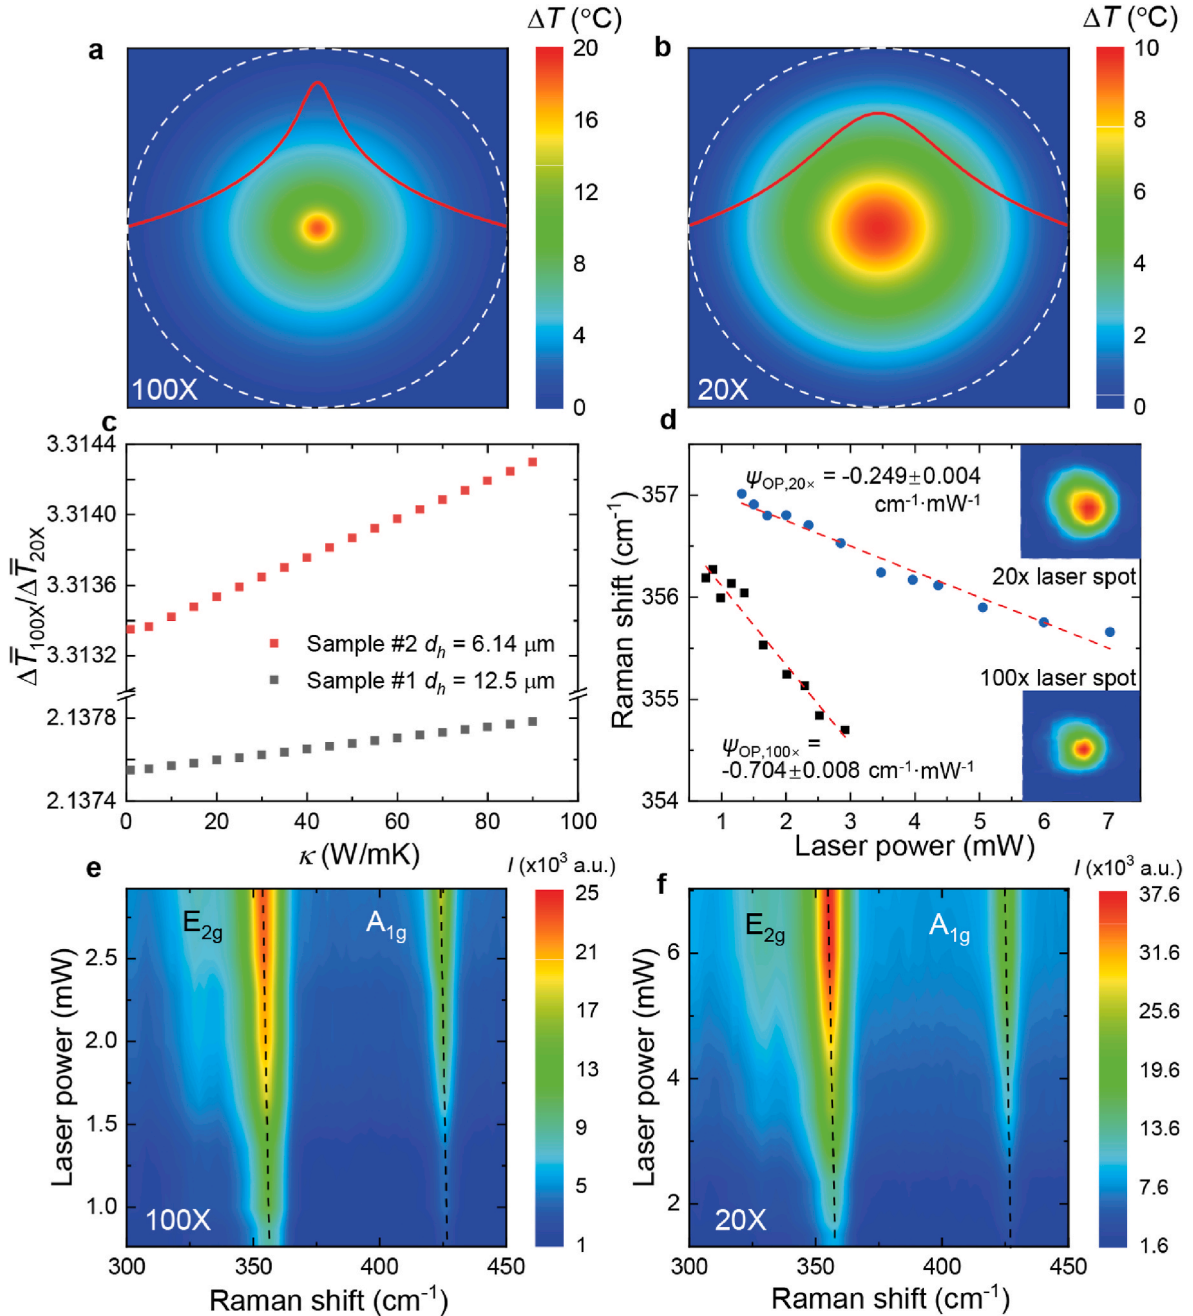 a
ΔT (°C)
20
16
12
8
4
0
100X
b
ΔT (°C)
10
8
6
4
2
0
20X
c
3.3144
3.3140
3.3136
3.3132
2.1378
2.1374
ΔT̿100X/ΔT̿20X
Sample #2 dh = 6.14 μm
Sample #1 dh = 12.5 μm
0 20 40 60 80 100
κ (W/mK)
d
357
356
355
354
Raman shift (cm-1)
ψOP,20× = -0.249±0.004
cm-1·mW-1
20x laser spot
100x laser spot
ψOP,100× =
-0.704±0.008 cm-1·mW-1
1 2 3 4 5 6 7
Laser power (mW)
e
I (x10³ a.u.)
E2g
A1g
2.5
2.0
1.5
1.0
Laser power (mW)
25
21
17
13
9
5
1
100X
300 350 400 450
Raman shift (cm-1)
f
I (x10³ a.u.)
E2g
A1g
6
4
2
Laser power (mW)
37.6
31.6
25.6
19.6
13.6
7.6
1.6
20X
300 350 400 450
Raman shift (cm-1)